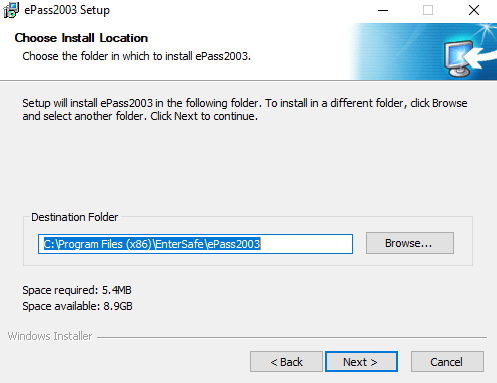 ePass2003 Setup
Choose Install Location
Choose the folder in which to install ePass2003.
Setup will install ePass2003 in the following folder. To install in a different folder, click Browse
and select another folder. Click Next to continue.
Destination Folder
C:\Program Files (x86)\EnterSafe\ePass2003
Browse...
Space required: 5.4MB
Space available: 8.9GB
Windows Installer
< Back
Next >
Cancel